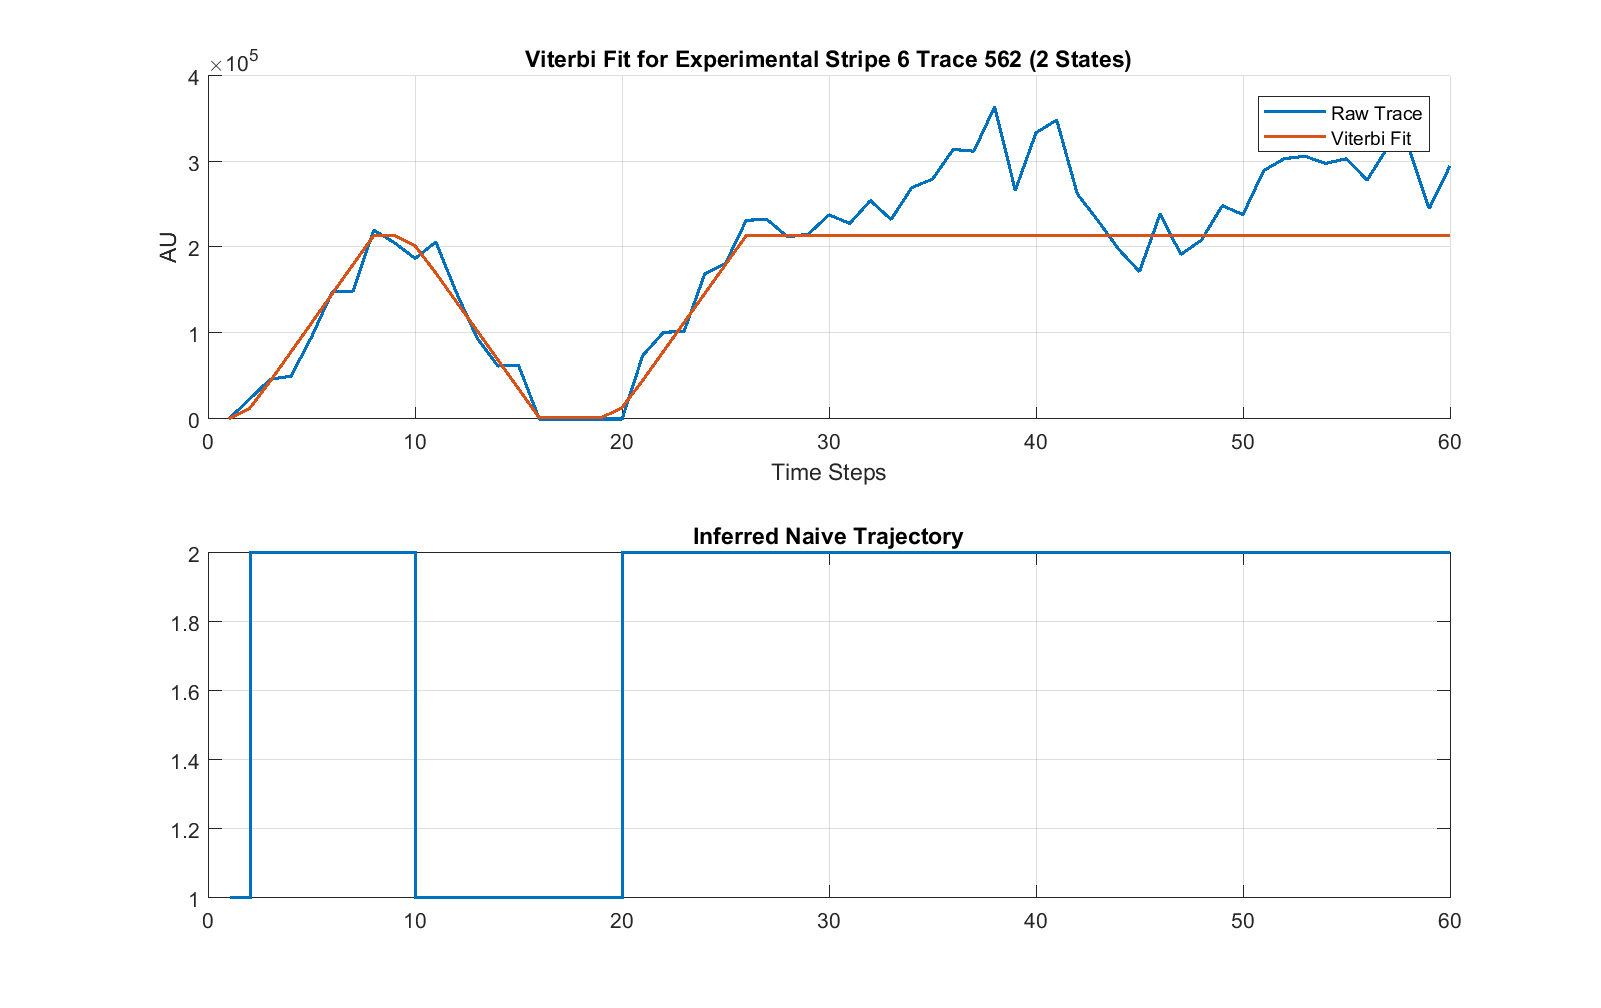 Viterbi Fit for Experimental Stripe 6 Trace 562 (2 States)
×10⁵
4
3
2
1
0
AU
Raw Trace
Viterbi Fit
0 10 20 30 40 50 60
Time Steps
Inferred Naive Trajectory
2
1.8
1.6
1.4
1.2
1
0 10 20 30 40 50 60